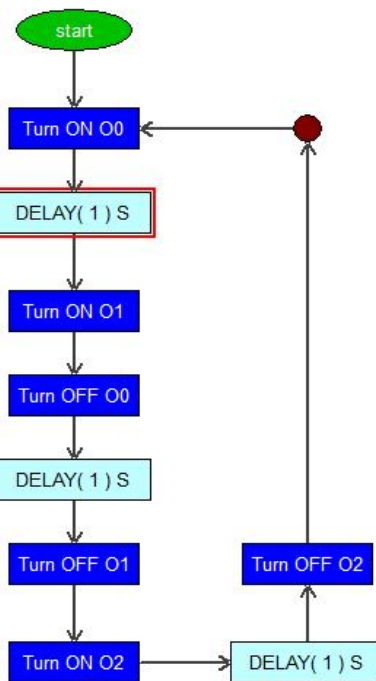 start
Turn ON O0
DELAY( 1 ) S
Turn ON O1
Turn OFF O0
DELAY( 1 ) S
Turn OFF O1
Turn ON O2
DELAY( 1 ) S
Turn OFF O2